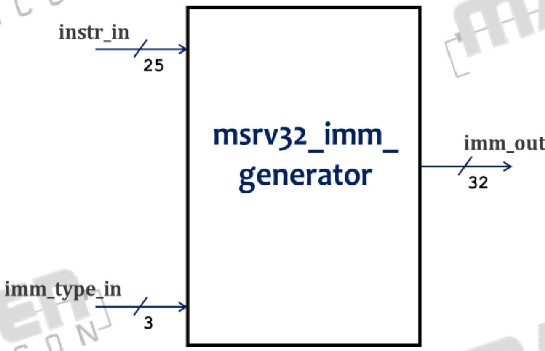 instr_in
25
msrv32_imm_
generator
imm_out
32
imm_type_in
3